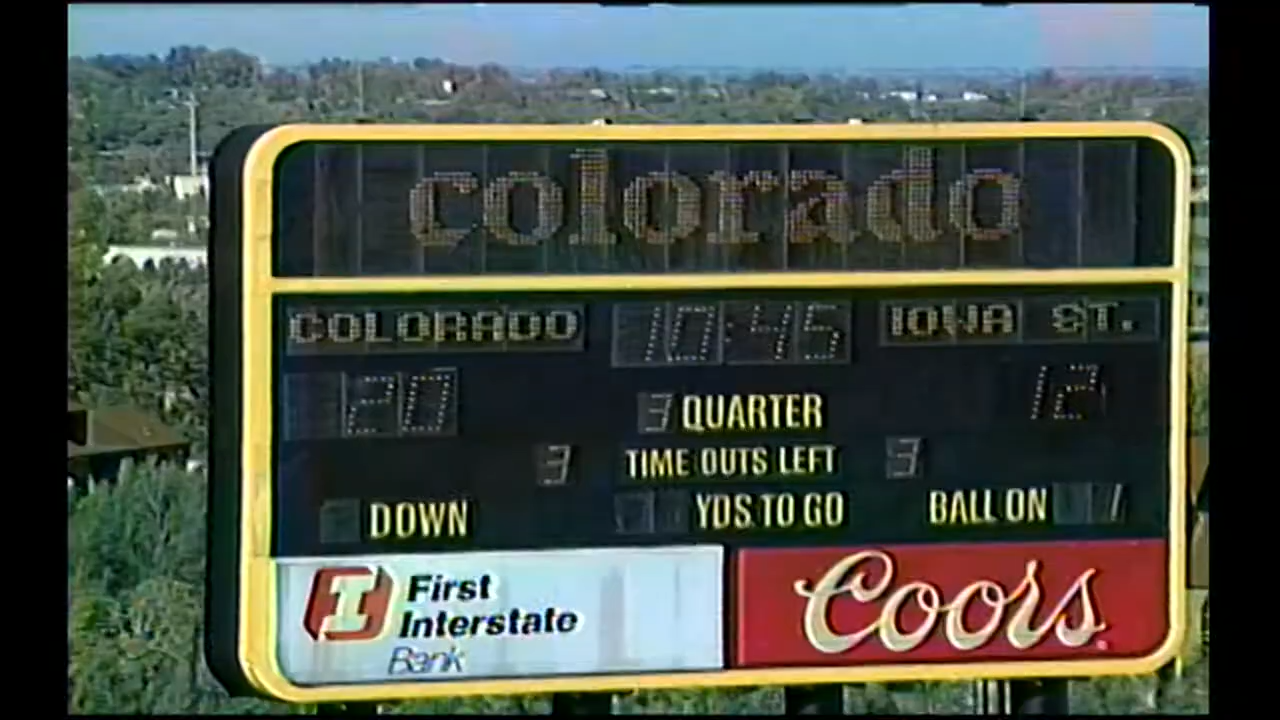 colorado
COLORADO 10:45 IOWA ST.
20 3 QUARTER 12
3 TIME OUTS LEFT 3
DOWN YDS TO GO BALL ON 1
First
Interstate
Bank
Coors.